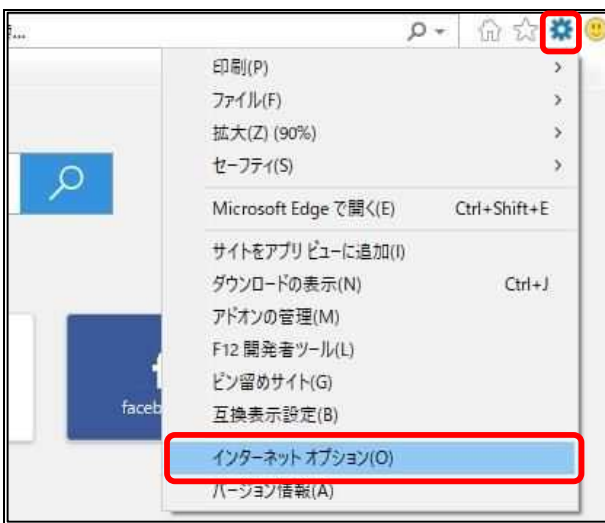 ...
印刷(P)
ファイル(F)
拡大(Z) (90%)
セーフティ(S)
Microsoft Edge で開く(E) Ctrl+Shift+E
サイトをアプリ ビューに追加(I)
ダウンロードの表示(N) Ctrl+J
アドオンの管理(M)
F12 開発者ツール(L)
ピン留めサイト(G)
互換表示設定(B)
faceb
インターネット オプション(O)
バージョン情報(A)